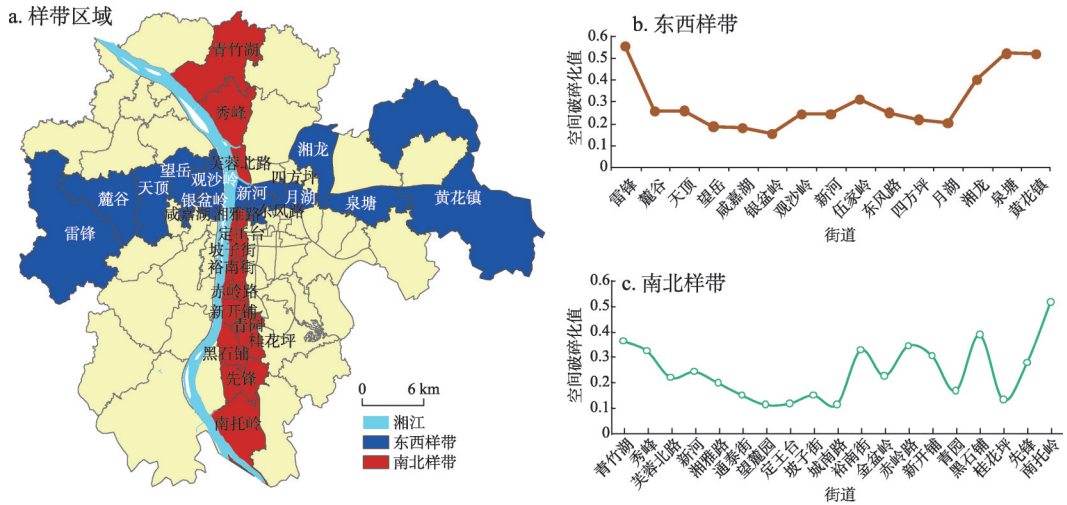 a. 样带区域
青竹湖
秀峰
芙蓉北路
湘龙
四方坪
望岳
观沙岭
天顶
麓谷
银盆岭
新河
月湖
泉塘
黄花镇
咸嘉湖
湘雅路
东风路
雷锋
定王台
坡子街
裕南街
赤岭路
新开铺
青园
桂花坪
黑石铺
先锋
南托岭
0 6 km
湘江
东西样带
南北样带
b. 东西样带
空间破碎化值
0.6
0.5
0.4
0.3
0.2
0.1
0
雷锋
麓谷
天顶
望岳
咸嘉湖
银盆岭
观沙岭
新河
伍家岭
东风路
四方坪
月湖
湘龙
泉塘
黄花镇
街道
c. 南北样带
空间破碎化值
0.6
0.5
0.4
0.3
0.2
0.1
0
青竹湖
秀峰
芙蓉北路
新河
湘雅路
通泰街
望麓园
定王台
坡子街
城南路
裕南街
金盆岭
赤岭路
新开铺
青园
黑石铺
桂花坪
先锋
南托岭
街道